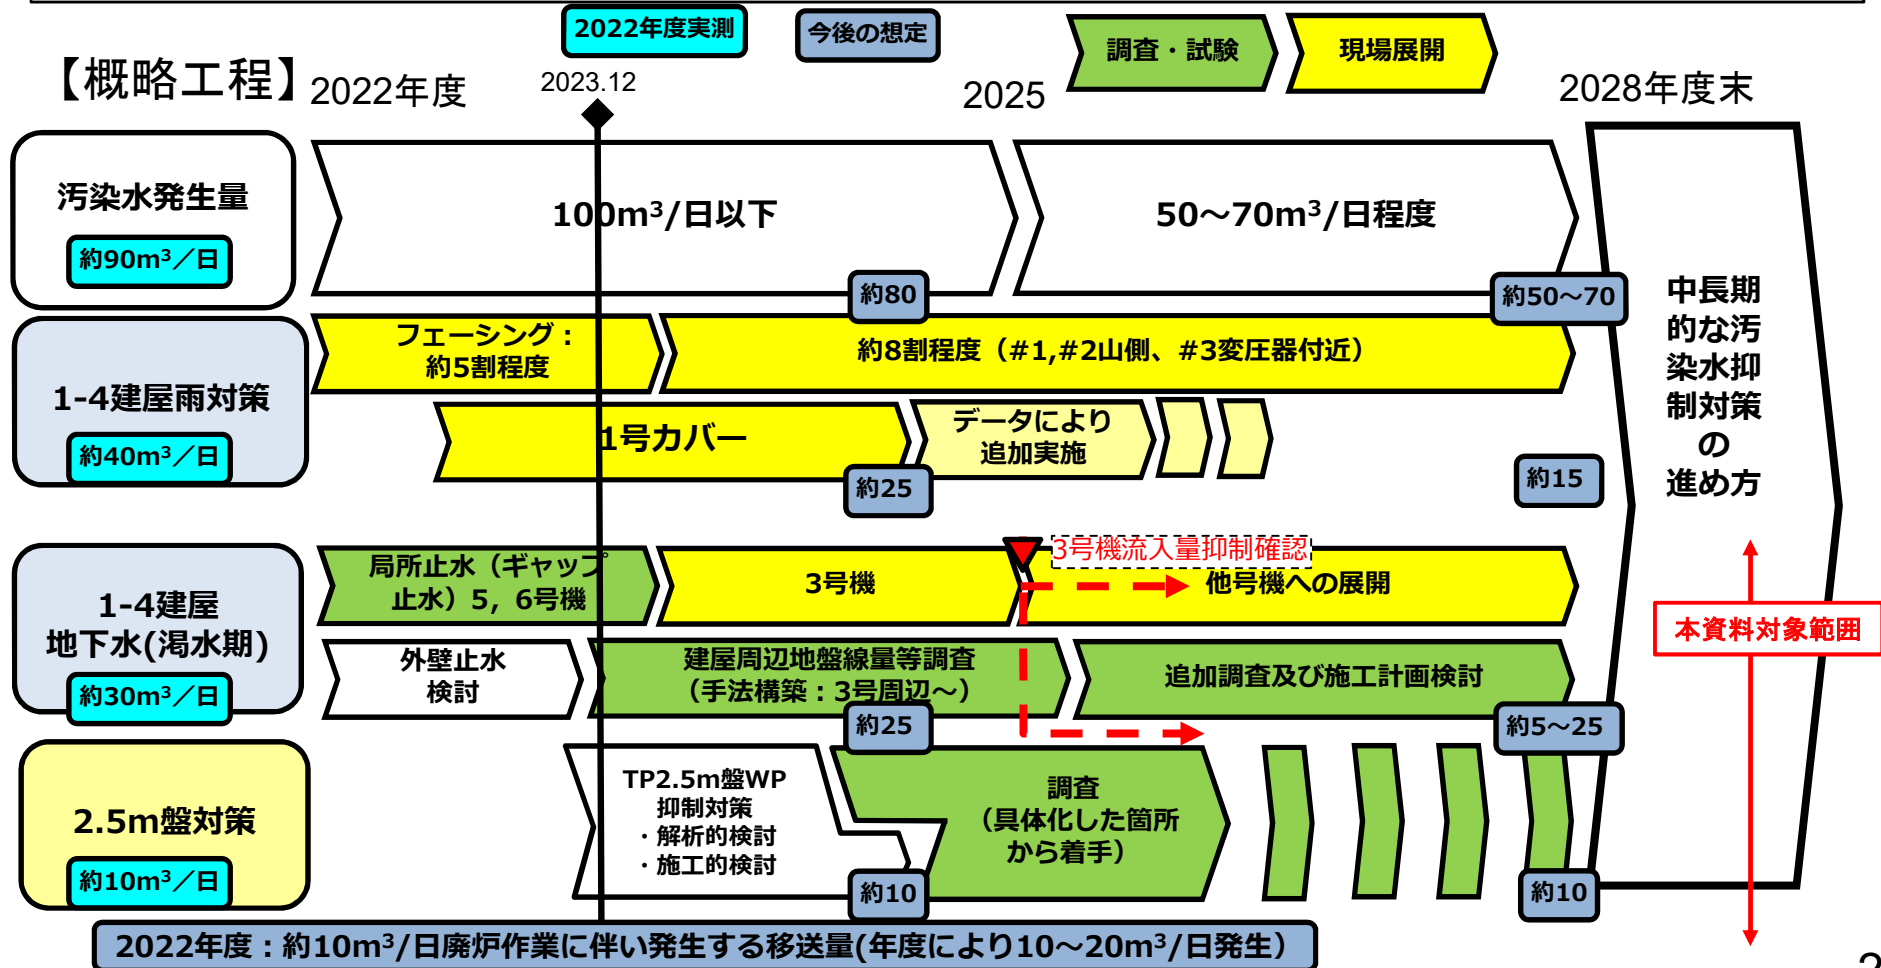 2022年度実測
今後の想定
調査・試験
現場展開
【概略工程】
2022年度
2023.12
2025
2028年度末
汚染水発生量
約90m³／日
100m³/日以下
50～70m³/日程度
約80
約50～70
1-4建屋雨対策
約40m³／日
フェーシング：
約5割程度
約8割程度（#1,#2山側、#3変圧器付近）
1号カバー
データにより
追加実施
約25
約15
1-4建屋
地下水(渇水期)
約30m³／日
局所止水（ギャップ
止水）5，6号機
3号機
3号機流入量抑制確認
他号機への展開
外壁止水
検討
建屋周辺地盤線量等調査
（手法構築：3号周辺～）
追加調査及び施工計画検討
約25
約5～25
2.5m盤対策
約10m³／日
TP2.5m盤WP
抑制対策
・解析的検討
・施工的検討
調査
（具体化した箇所
から着手）
約10
約10
中長期
的な汚
染水抑
制対策
の
進め方
本資料対象範囲
2022年度：約10m³/日廃炉作業に伴い発生する移送量(年度により10～20m³/日発生）